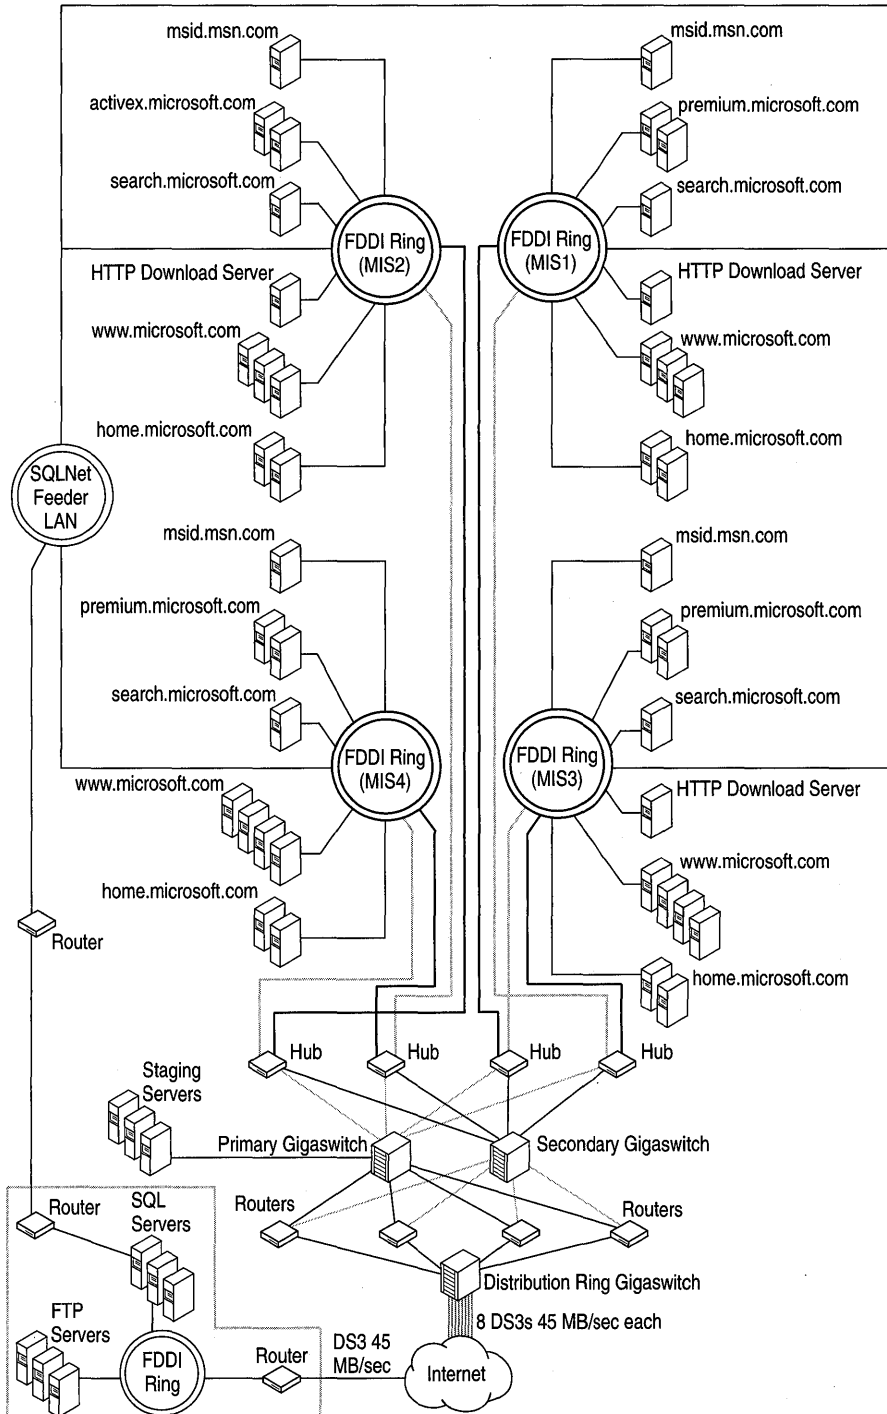 msid.msn.com
activex.microsoft.com
search.microsoft.com
FDDI Ring
(MIS2)
HTTP Download Server
www.microsoft.com
home.microsoft.com
msid.msn.com
premium.microsoft.com
search.microsoft.com
FDDI Ring
(MIS1)
HTTP Download Server
www.microsoft.com
home.microsoft.com
SQLNet
Feeder
LAN
msid.msn.com
premium.microsoft.com
search.microsoft.com
FDDI Ring
(MIS4)
www.microsoft.com
home.microsoft.com
msid.msn.com
premium.microsoft.com
search.microsoft.com
FDDI Ring
(MIS3)
HTTP Download Server
www.microsoft.com
home.microsoft.com
Router
Hub
Hub
Hub
Hub
Staging
Servers
Primary Gigaswitch
Secondary Gigaswitch
Router
SQL
Servers
Routers
Routers
Distribution Ring Gigaswitch
8 DS3s 45 MB/sec each
FTP
Servers
FDDI
Ring
Router
DS3 45
MB/sec
Internet